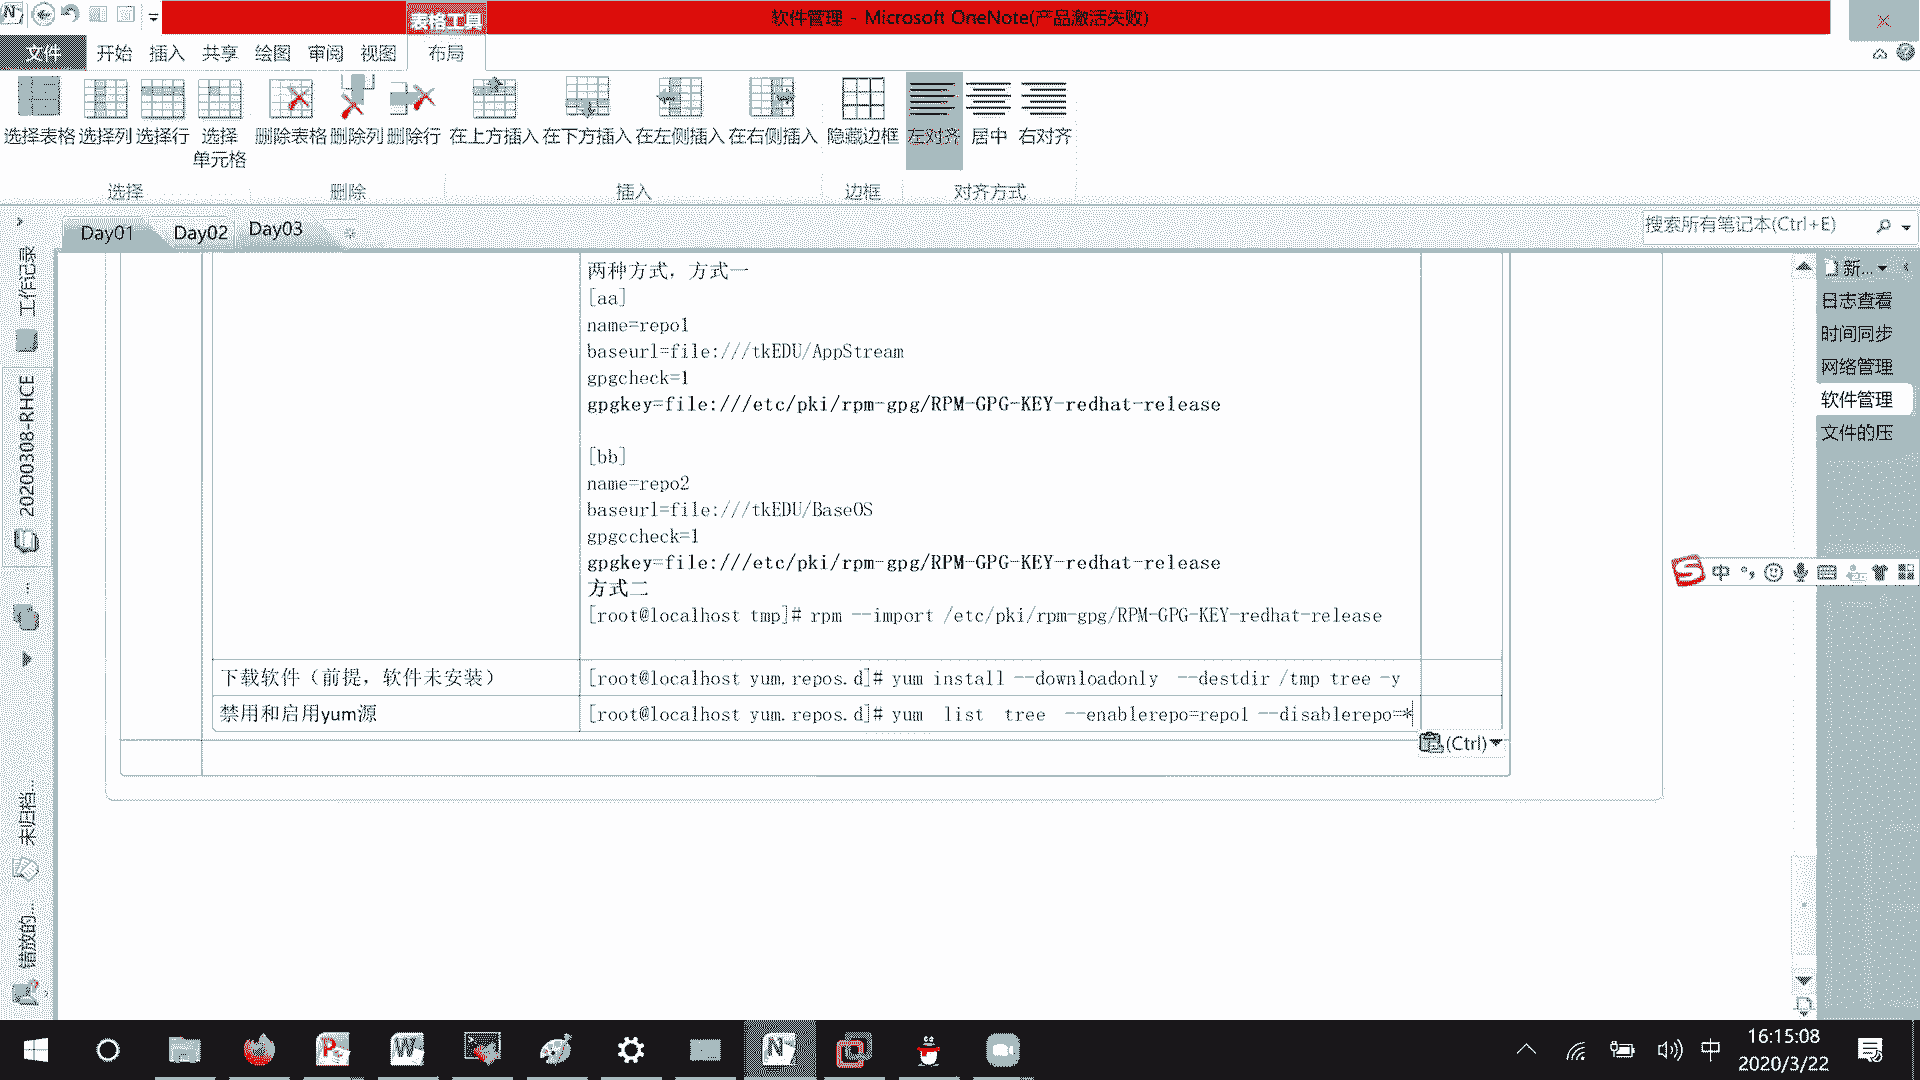 表格工具
软件管理 - Microsoft OneNote(产品激活失败)
文件 开始 插入 共享 绘图 审阅 视图 布局
选择表格 选择列 选择行 选择单元格 删除表格 删除列 删除行 在上方插入 在下方插入 在左侧插入 在右侧插入 隐藏边框 左对齐 居中 右对齐
选择 删除 插入 边框 对齐方式
Day01 Day02 Day03
搜索所有笔记本(Ctrl+E)
工作记录
20200308-RHCE
...
未归档...
错放的...
新...
日志查看
时间同步
网络管理
软件管理
文件的压
两种方式，方式一
[aa]
name=repo1
baseurl=file:///tkEDU/AppStream
gpgcheck=1
gpgkey=file:///etc/pki/rpm-gpg/RPM-GPG-KEY-redhat-release
[bb]
name=repo2
baseurl=file:///tkEDU/BaseOS
gpgccheck=1
gpgkey=file:///etc/pki/rpm-gpg/RPM-GPG-KEY-redhat-release
方式二
[root@localhost tmp]# rpm --import /etc/pki/rpm-gpg/RPM-GPG-KEY-redhat-release
下载软件（前提，软件未安装） [root@localhost yum.repos.d]# yum install --downloadonly --destdir /tmp tree -y
禁用和启用yum源 [root@localhost yum.repos.d]# yum list tree --enablerepo=repo1 --disablerepo=*
(Ctrl)
中
中
16:15:08
2020/3/22